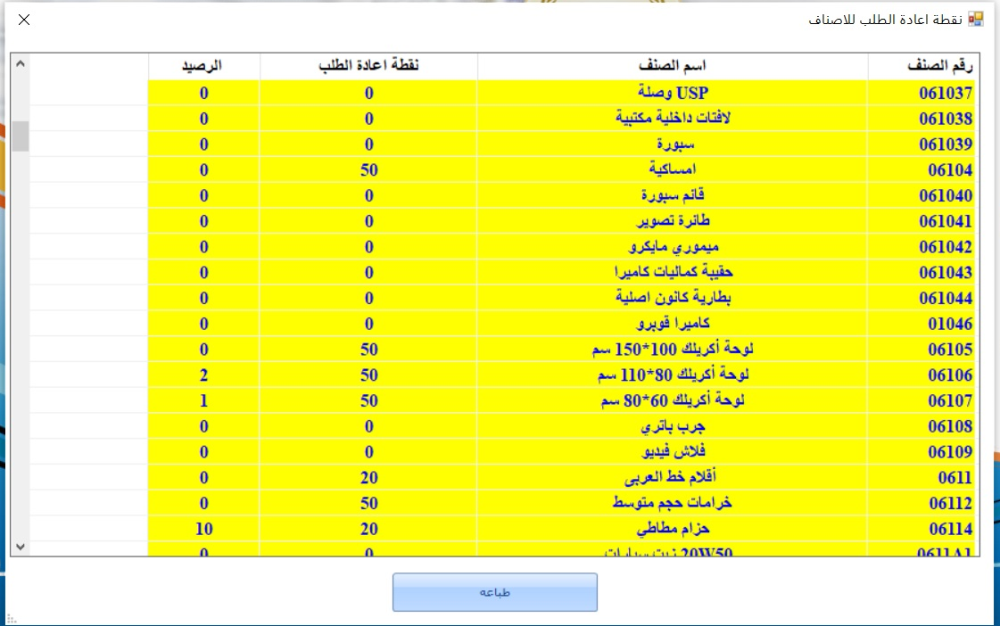 نقطة اعادة الطلب للاصناف
رقم الصنف اسم الصنف نقطة اعادة الطلب الرصيد
061037 وصلة USP 0 0
061038 لافتات داخلية مكتبية 0 0
061039 سبورة 0 0
06104 امساكية 50 0
061040 قائم سبورة 0 0
061041 طائرة تصوير 0 0
061042 ميموري مايكرو 0 0
061043 حقيبة كماليات كاميرا 0 0
061044 بطارية كانون اصلية 0 0
01046 كاميرا قوبرو 0 0
06105 لوحة أكريلك 100*150 سم 50 0
06106 لوحة أكريلك 80*110 سم 50 2
06107 لوحة أكريلك 60*80 سم 50 1
06108 جرب باتري 0 0
06109 فلاش فيديو 0 0
0611 أقلام خط العربى 20 0
06112 خرامات حجم متوسط 50 0
06114 حزام مطاطي 20 10
0611A1 زيت سيارات 20W50 0 0
طباعه